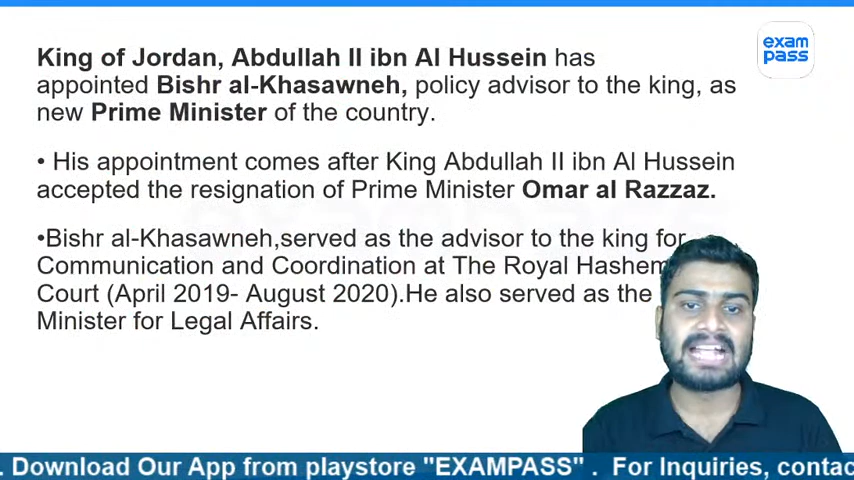 King of Jordan, Abdullah II ibn Al Hussein has
appointed Bishr al-Khasawneh, policy advisor to the king, as
new Prime Minister of the country.
• His appointment comes after King Abdullah II ibn Al Hussein
accepted the resignation of Prime Minister Omar al Razzaz.
•Bishr al-Khasawneh,served as the advisor to the king for
Communication and Coordination at The Royal Hashem
Court (April 2019- August 2020).He also served as the
Minister for Legal Affairs.
exam
pass
. Download Our App from playstore "EXAMPASS" . For Inquiries, contac